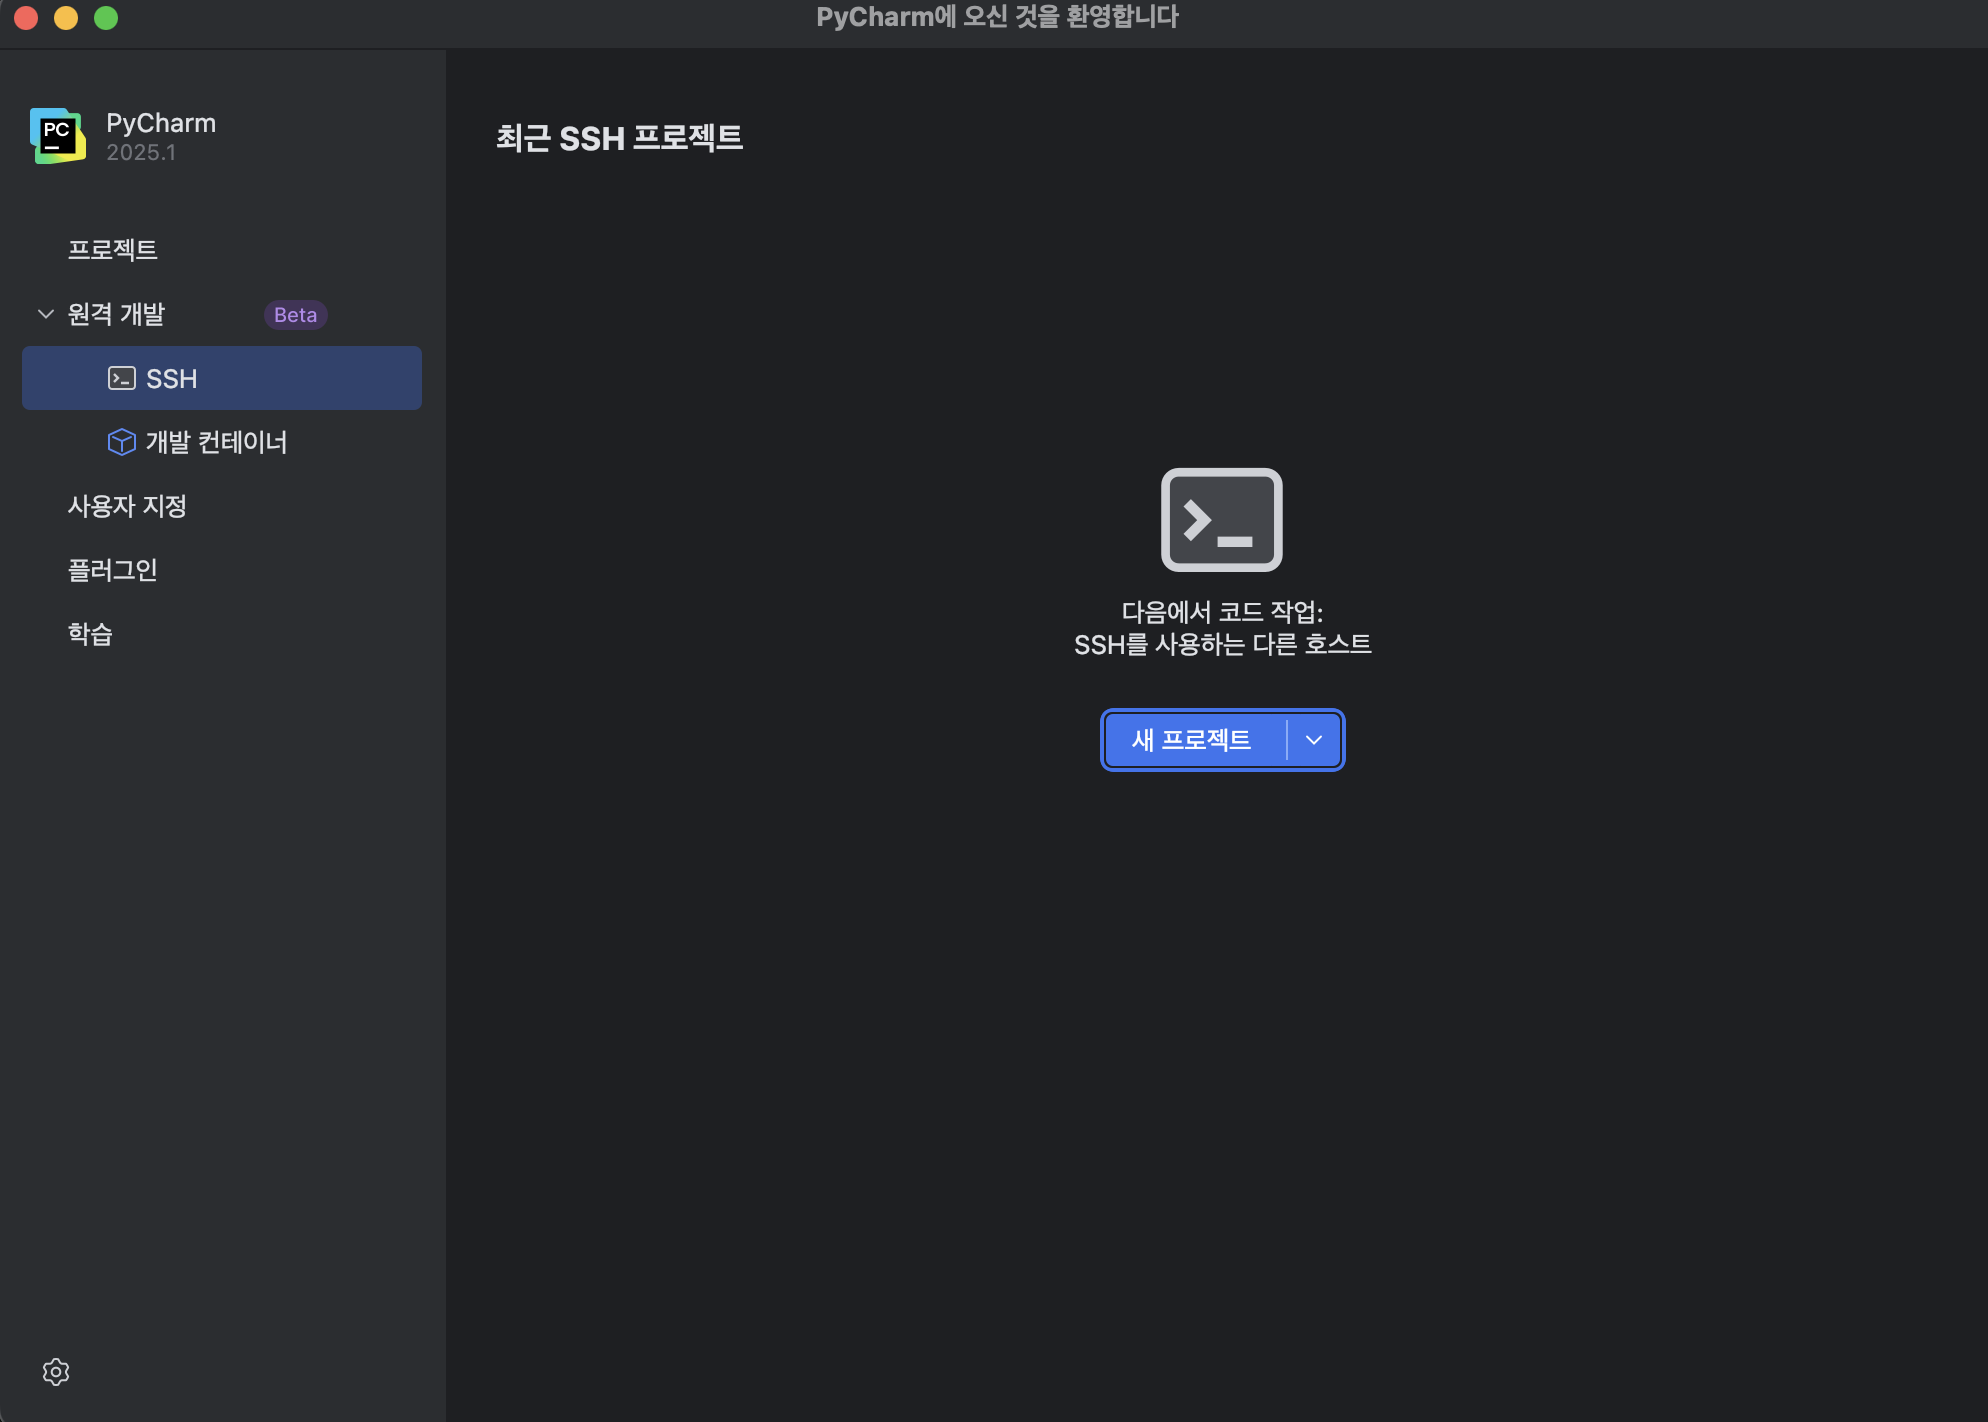 PyCharm에 오신 것을 환영합니다
PC
PyCharm
2025.1
프로젝트
원격 개발 Beta
SSH
개발 컨테이너
사용자 지정
플러그인
학습
최근 SSH 프로젝트
다음에서 코드 작업:
SSH를 사용하는 다른 호스트
새 프로젝트